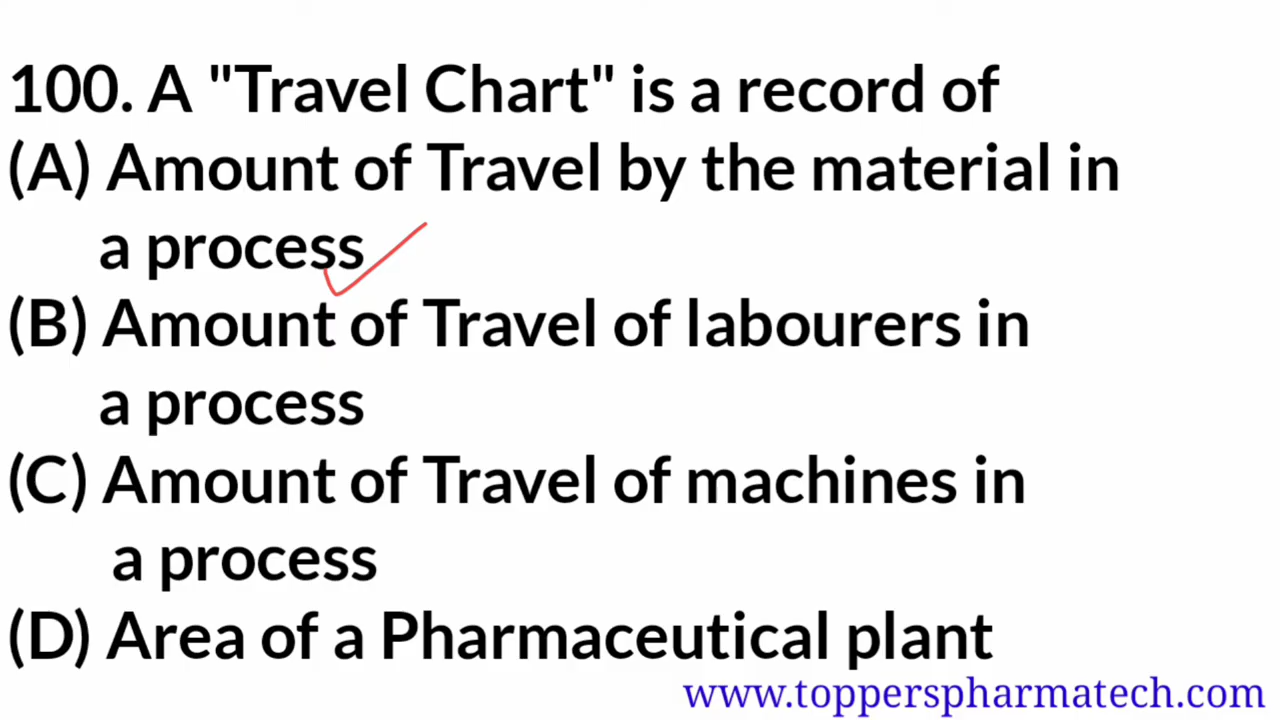 100. A "Travel Chart" is a record of
(A) Amount of Travel by the material in
a process
(B) Amount of Travel of labourers in
a process
(C) Amount of Travel of machines in
a process
(D) Area of a Pharmaceutical plant
www.topperspharmatech.com